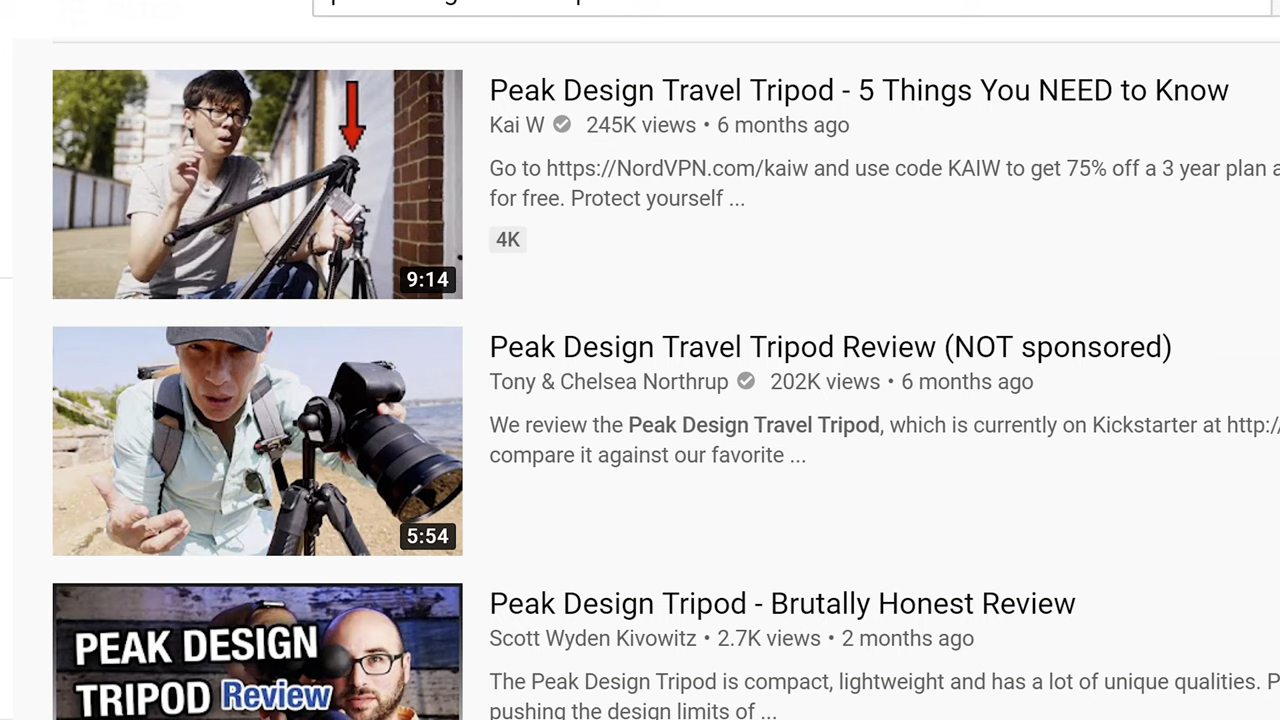 Peak Design Travel Tripod - 5 Things You NEED to Know
Kai W 245K views • 6 months ago
Go to https://NordVPN.com/kaiw and use code KAIW to get 75% off a 3 year plan
for free. Protect yourself ...
4K
9:14
Peak Design Travel Tripod Review (NOT sponsored)
Tony & Chelsea Northrup 202K views • 6 months ago
We review the Peak Design Travel Tripod, which is currently on Kickstarter at http:/
compare it against our favorite ...
5:54
Peak Design Tripod - Brutally Honest Review
Scott Wyden Kivowitz • 2.7K views • 2 months ago
The Peak Design Tripod is compact, lightweight and has a lot of unique qualities.
pushing the design limits of ...
PEAK DESIGN
TRIPOD Review